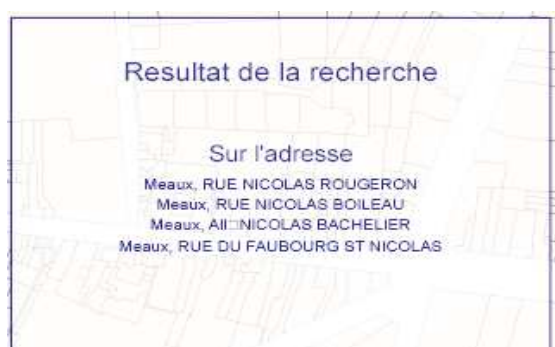 Resultat de la recherche
Sur l'adresse
Meaux, RUE NICOLAS ROUGERON
Meaux, RUE NICOLAS BOILEAU
Meaux, All□NICOLAS BACHELIER
Meaux, RUE DU FAUBOURG ST NICOLAS